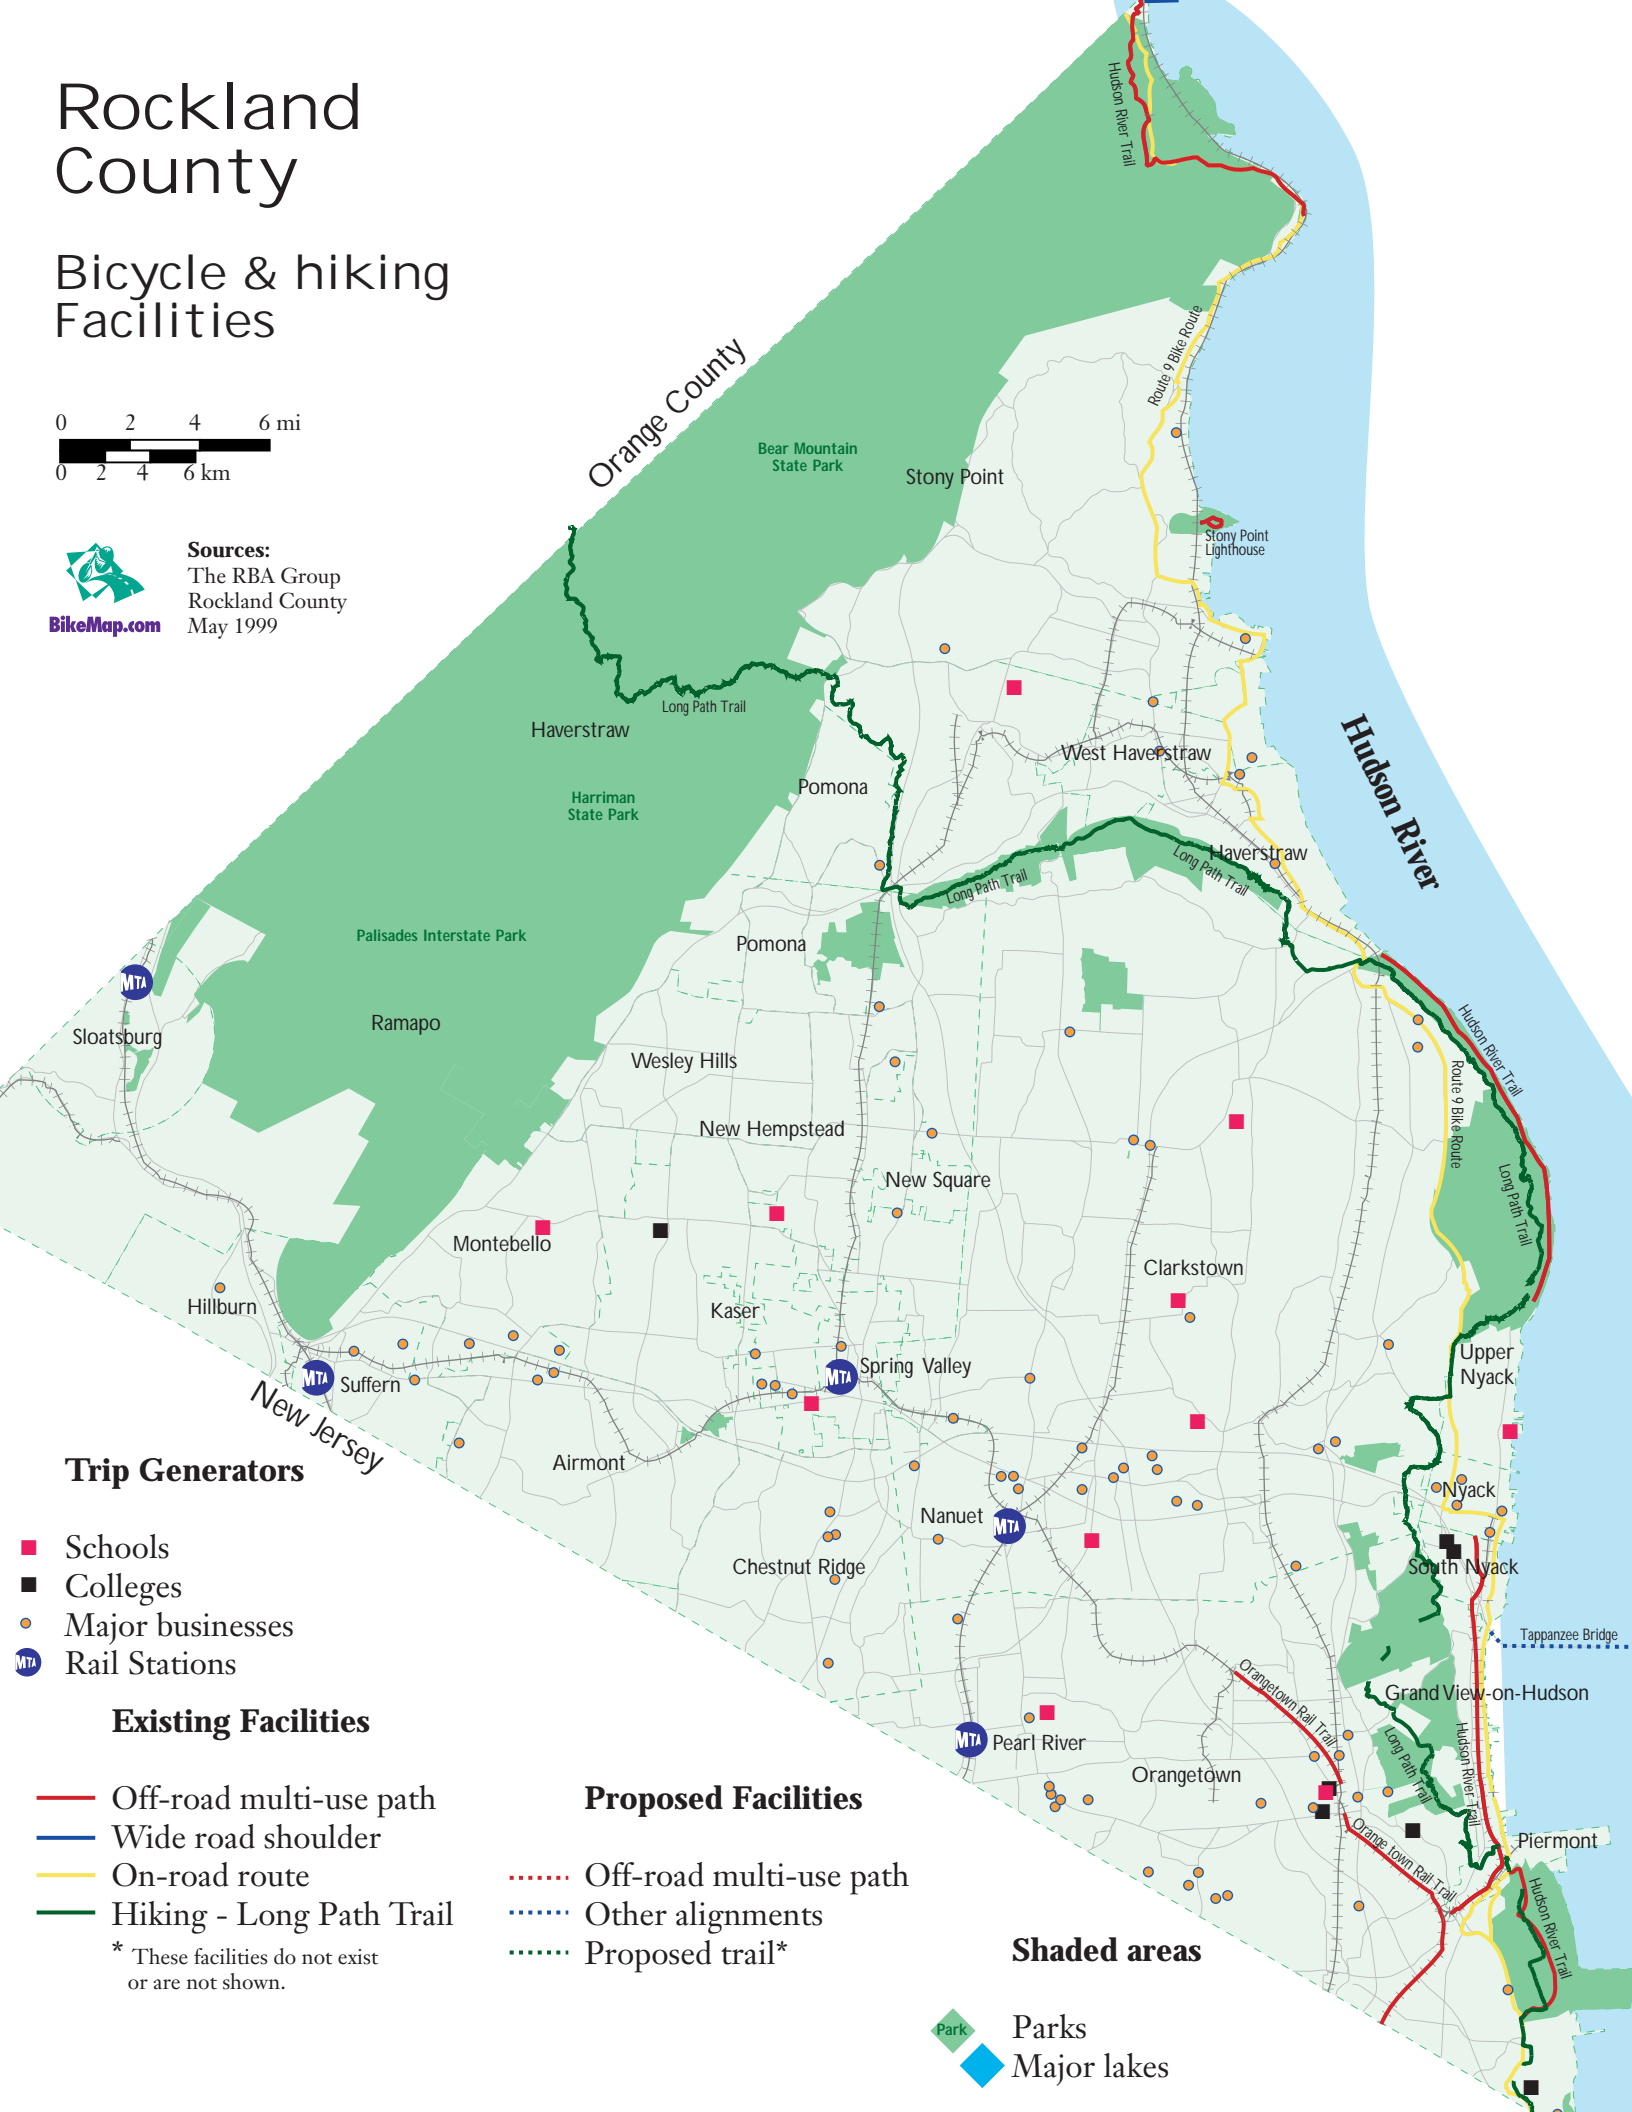 Rockland
County
Bicycle & hiking
Facilities
0 2 4 6 mi
0 2 4 6 km
BikeMap.com
Sources:
The RBA Group
Rockland County
May 1999
Orange County
Hudson River Trail
Route 9 Bike Route
Bear Mountain
State Park
Stony Point
Stony Point
Lighthouse
Long Path Trail
Haverstraw
Harriman
State Park
Pomona
West Haverstraw
Hudson River
Haverstraw
Long Path Trail
Long Path Trail
Palisades Interstate Park
Pomona
MTA
Sloatsburg
Ramapo
Wesley Hills
Hudson River Trail
Route 9 Bike Route
Long Path Trail
New Hempstead
New Square
Montebello
Clarkstown
Hillburn
Kaser
MTA
Suffern
MTA
Spring Valley
Upper
Nyack
New Jersey
Airmont
Nyack
Nanuet
MTA
Chestnut Ridge
South Nyack
Tappanzee Bridge
Grand View-on-Hudson
Orangetown Rail Trail
Hudson River Trail
Long Path Trail
MTA
Pearl River
Orangetown
Orange town Rail Trail
Piermont
Hudson River Trail
Trip Generators
Schools
Colleges
Major businesses
MTA
Rail Stations
Existing Facilities
Off-road multi-use path
Wide road shoulder
On-road route
Hiking - Long Path Trail
* These facilities do not exist
or are not shown.
Proposed Facilities
Off-road multi-use path
Other alignments
Proposed trail*
Shaded areas
Park
Parks
Major lakes